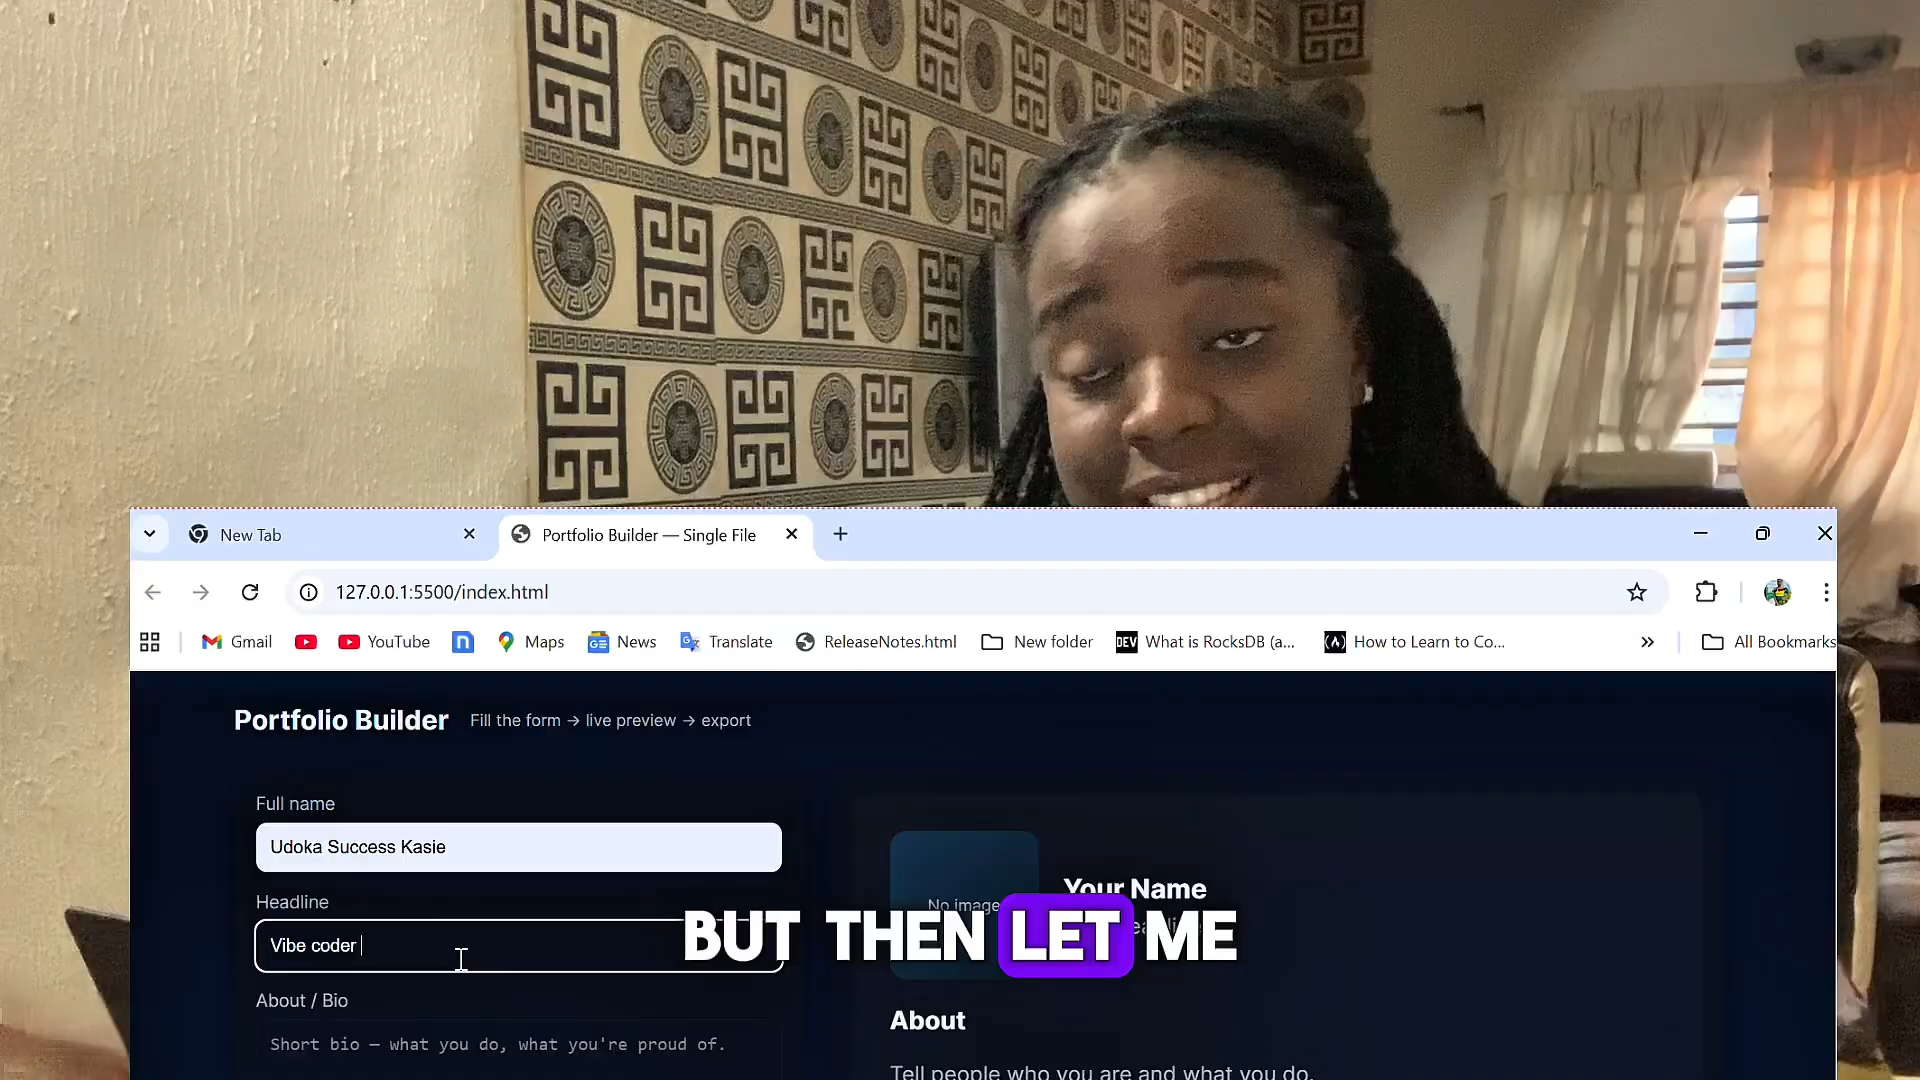 New Tab
Portfolio Builder — Single File
127.0.0.1:5500/index.html
Gmail
YouTube
Maps
News
Translate
ReleaseNotes.html
New folder
DEV What is RocksDB (a...
How to Learn to Co...
All Bookmarks
Portfolio Builder Fill the form → live preview → export
Full name
Udoka Success Kasie
Headline
Vibe coder
About / Bio
Short bio — what you do, what you're proud of.
No image
Your Name
BUT THEN LET ME
About
Tell people who you are and what you do.